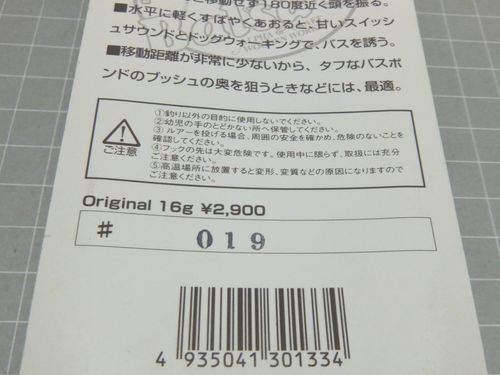 と移動せず180度近く頭を振る。
■水平に軽くすばやくあおると、甘いスイッシ
ュサウンドとドッグウォーキングで、バスを誘う。
■移動距離が非常に少ないから、タフなバスポ
ンドのブッシュの奥を狙うときなどには、最適。
ご注意
①釣り以外の目的に使用しないでください。
②幼児の手のとどかない所へ保管してください。
③ルアーを投げる場合、周囲の安全を確かめ、危険のないことを
確認してください。
④フックの先は大変危険です。使用中に限らず、取扱には充分
ご注意ください。
⑤高温場所に放置すると変形、変質などの原因になりますので
ご注意ください。
Original 16g ¥2,900
# 019
4 935041 301334